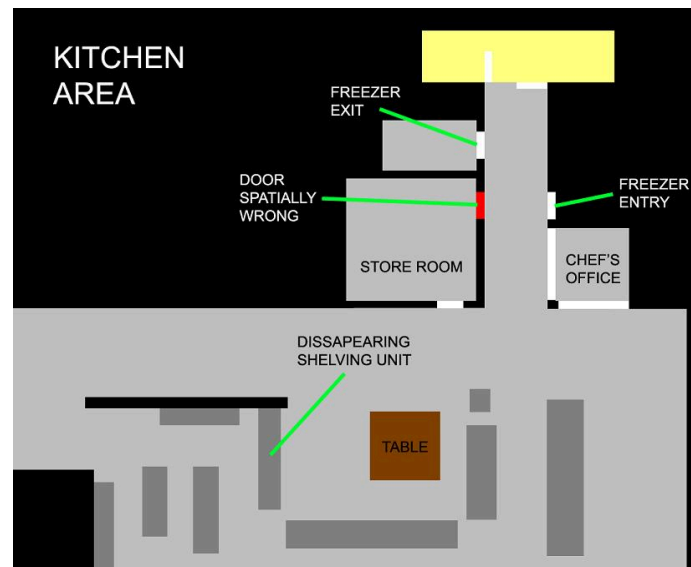 KITCHEN
AREA
FREEZER
EXIT
DOOR
SPATIALLY
WRONG
FREEZER
ENTRY
STORE ROOM
CHEF'S
OFFICE
DISSAPEARING
SHELVING UNIT
TABLE